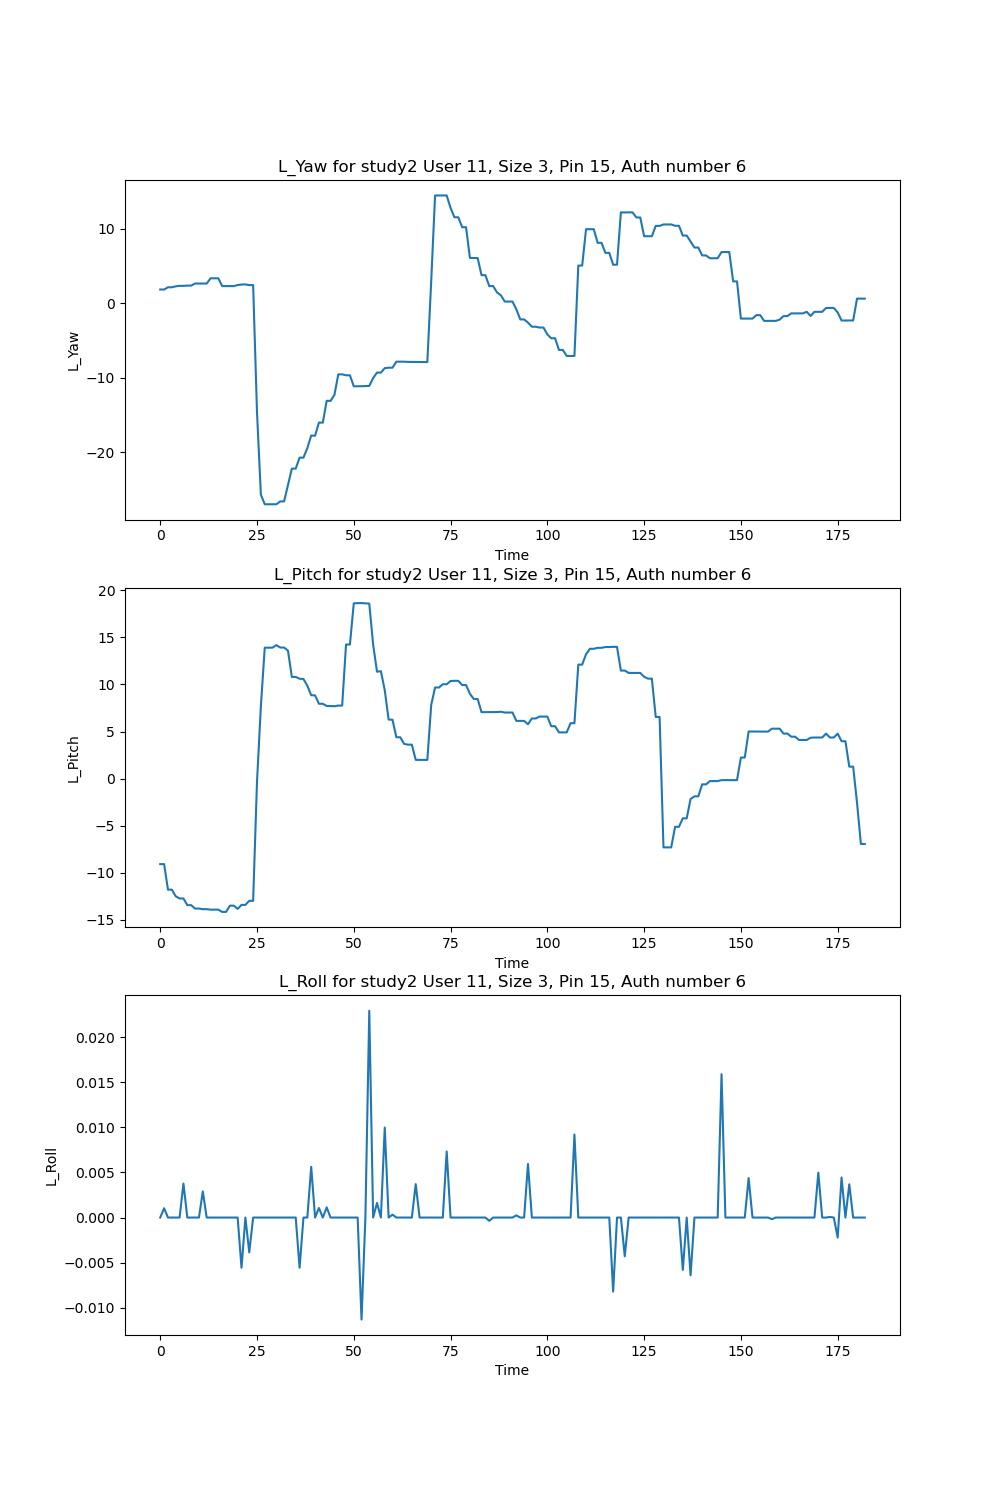 L_Yaw for study2 User 11, Size 3, Pin 15, Auth number 6
10
0
−10
−20
L_Yaw
0 25 50 75 100 125 150 175
Time
L_Pitch for study2 User 11, Size 3, Pin 15, Auth number 6
20
15
10
5
0
−5
−10
−15
L_Pitch
0 25 50 75 100 125 150 175
Time
L_Roll for study2 User 11, Size 3, Pin 15, Auth number 6
0.020
0.015
0.010
0.005
0.000
−0.005
−0.010
L_Roll
0 25 50 75 100 125 150 175
Time